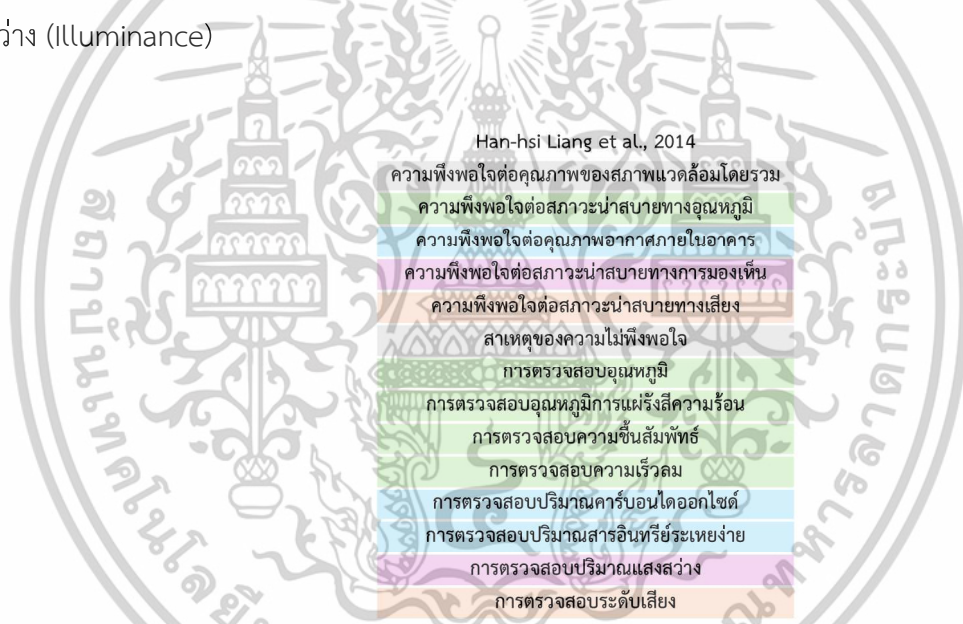 ว่าง (Illuminance)
Han-hsi Liang et al., 2014
ความพึงพอใจต่อคุณภาพของสภาพแวดล้อมโดยรวม
ความพึงพอใจต่อสภาวะน่าสบายทางอุณหภูมิ
ความพึงพอใจต่อคุณภาพอากาศภายในอาคาร
ความพึงพอใจต่อสภาวะน่าสบายทางการมองเห็น
ความพึงพอใจต่อสภาวะน่าสบายทางเสียง
สาเหตุของความไม่พึงพอใจ
การตรวจสอบอุณหภูมิ
การตรวจสอบอุณหภูมิการแผ่รังสีความร้อน
การตรวจสอบความชื้นสัมพัทธ์
การตรวจสอบความเร็วลม
การตรวจสอบปริมาณคาร์บอนไดออกไซด์
การตรวจสอบปริมาณสารอินทรีย์ระเหยง่าย
การตรวจสอบปริมาณแสงสว่าง
การตรวจสอบระดับเสียง